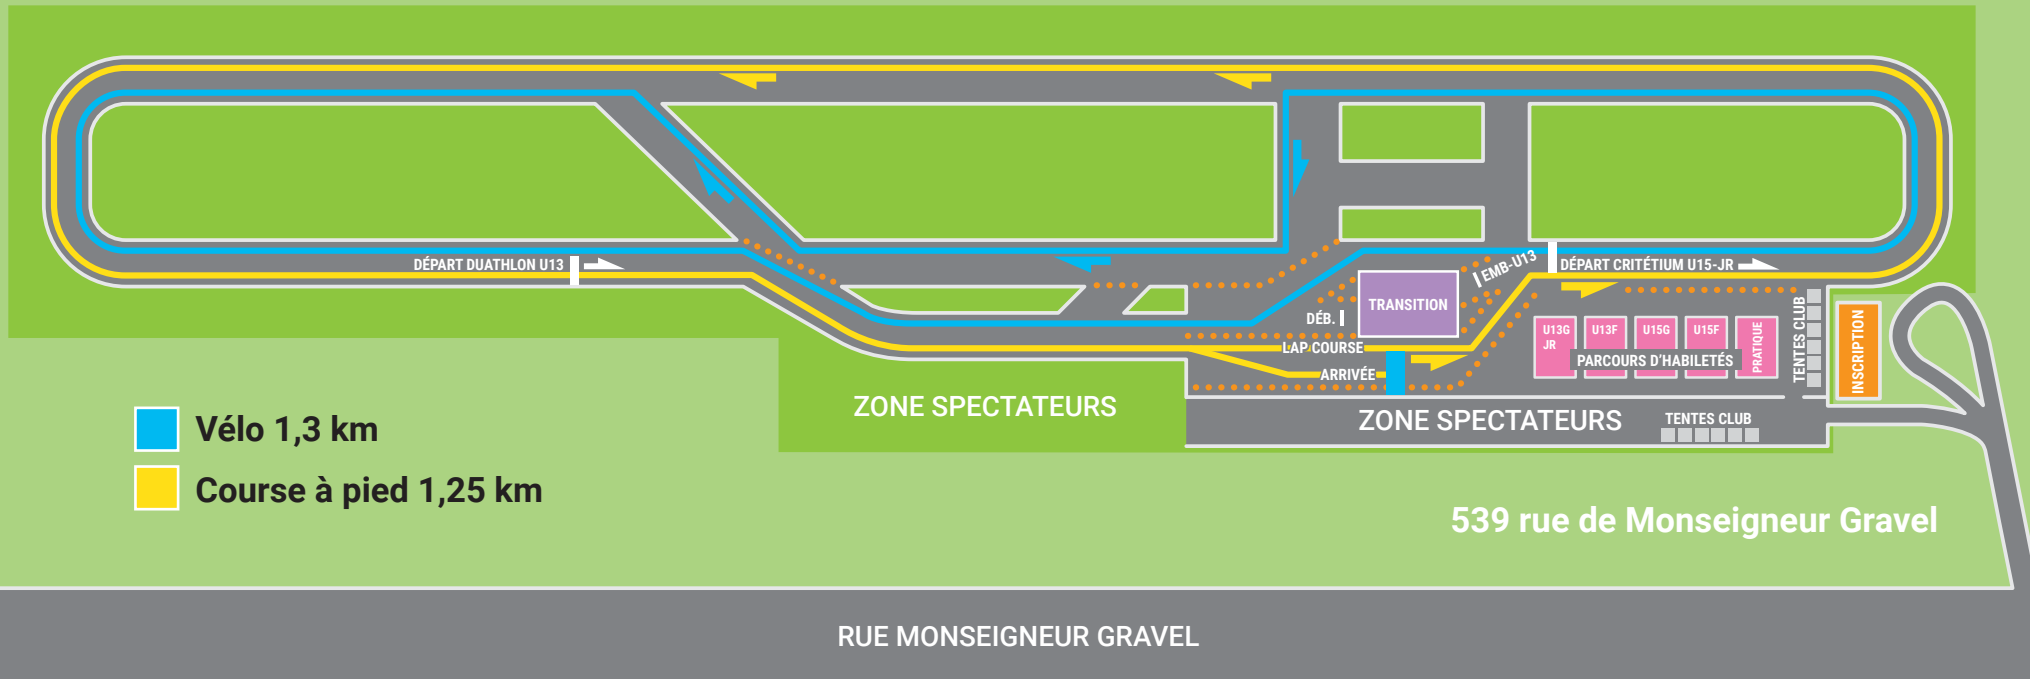 DÉPART DUATHLON U13
EMB-U13
DÉPART CRITÉTIUM U15-JR
TRANSITION
DÉB.
LAP COURSE
ARRIVÉE
U13G
JR
U13F
U15G
U15F
PRATIQUE
PARCOURS D'HABILETÉS
TENTES CLUB
INSCRIPTION
ZONE SPECTATEURS
ZONE SPECTATEURS
TENTES CLUB
Vélo 1,3 km
Course à pied 1,25 km
539 rue de Monseigneur Gravel
RUE MONSEIGNEUR GRAVEL